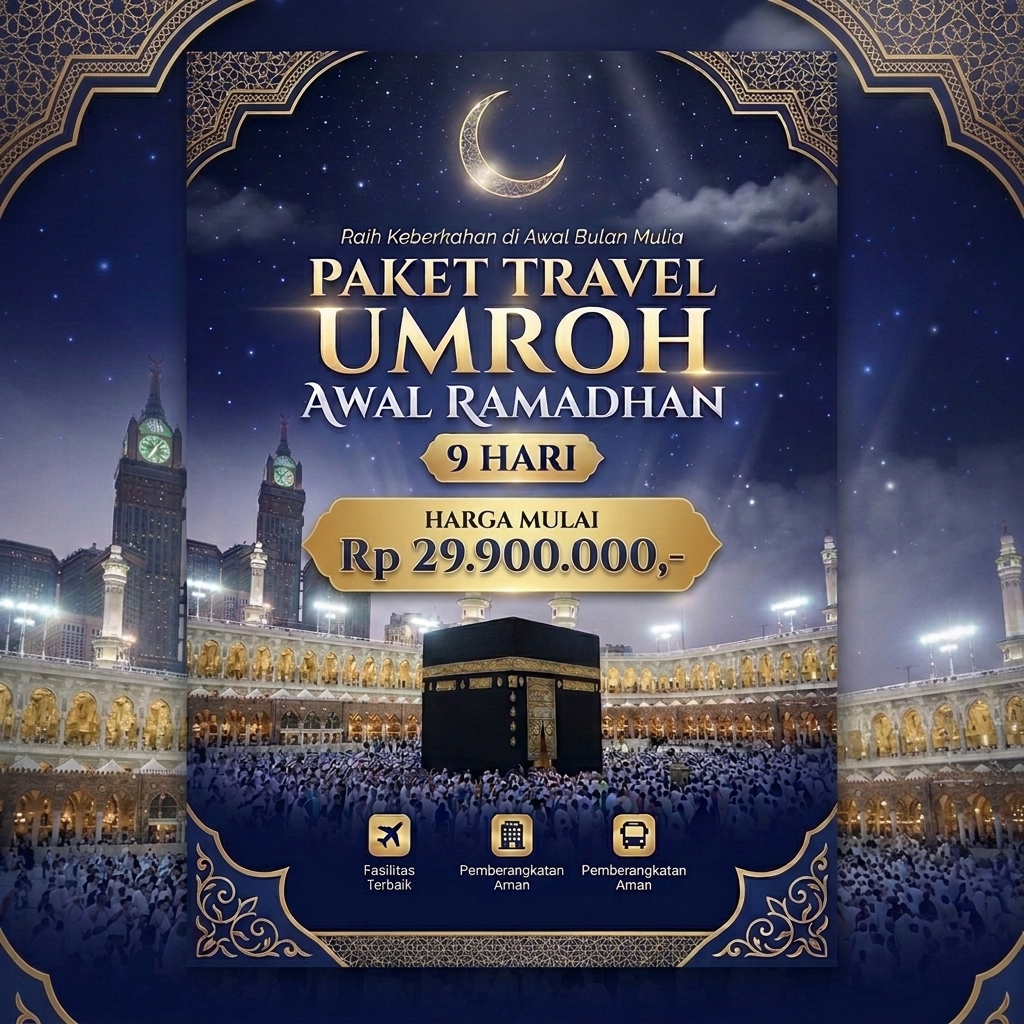 Raih Keberkahan di Awal Bulan Mulia
PAKET TRAVEL
UMROH
AWAL RAMADHAN
9 HARI
HARGA MULAI
Rp 29.900.000,-
Fasilitas
Terbaik
Pemberangkatan
Aman
Pemberangkatan
Aman